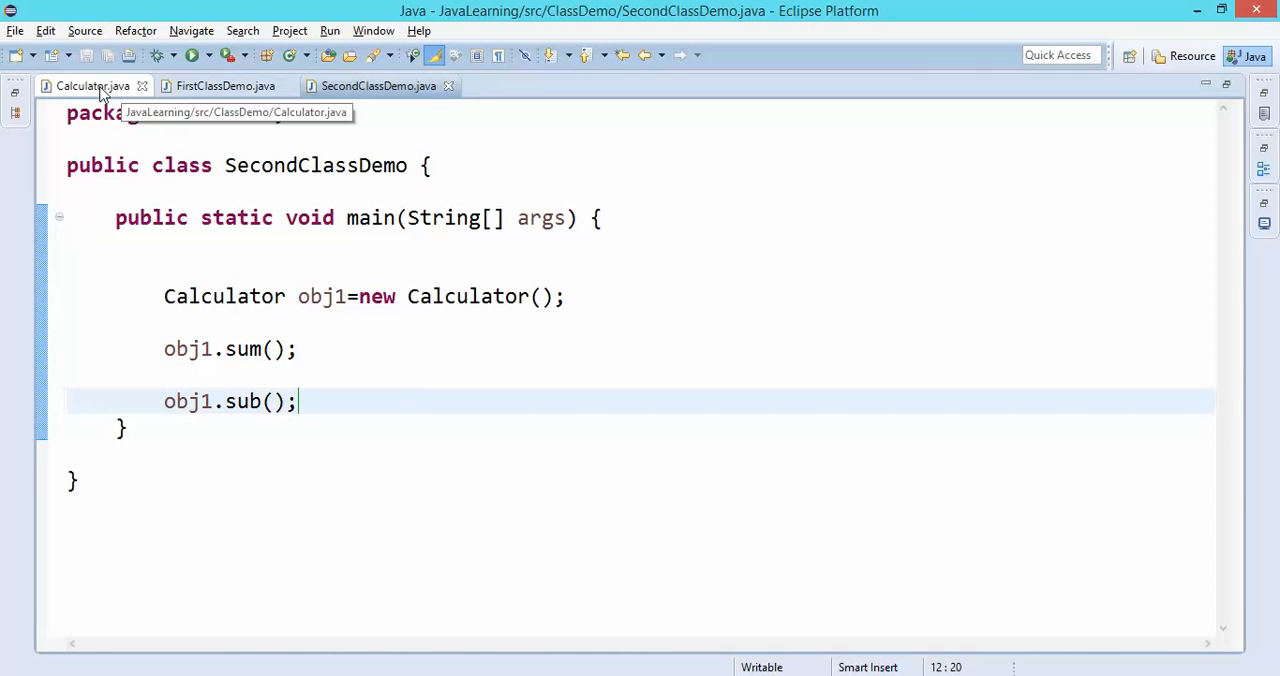 Java - JavaLearning/src/ClassDemo/SecondClassDemo.java - Eclipse Platform
File Edit Source Refactor Navigate Search Project Run Window Help
Quick Access Resource Java
Calculator.java FirstClassDemo.java SecondClassDemo.java
JavaLearning/src/ClassDemo/Calculator.java
public class SecondClassDemo {
public static void main(String[] args) {
Calculator obj1=new Calculator();
obj1.sum();
obj1.sub();
}
}
Writable Smart Insert 12 : 20